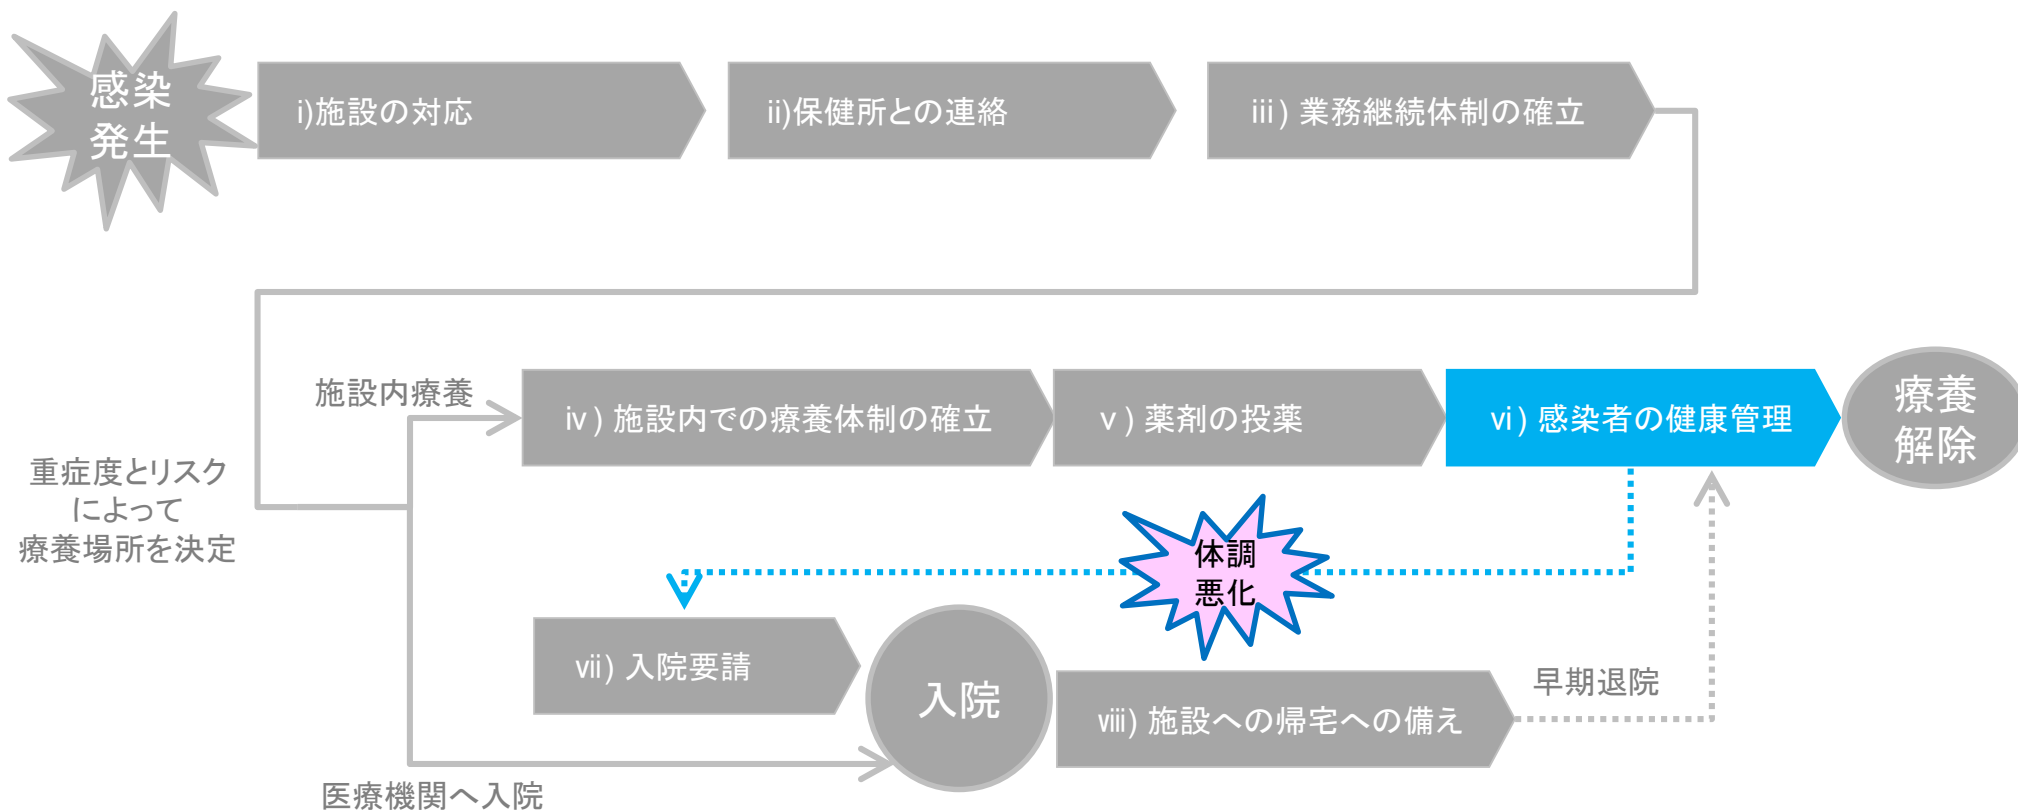 感染
発生
ⅰ)施設の対応
ⅱ)保健所との連絡
ⅲ) 業務継続体制の確立
施設内療養
ⅳ) 施設内での療養体制の確立
ⅴ) 薬剤の投薬
ⅵ) 感染者の健康管理
療養
解除
重症度とリスク
によって
療養場所を決定
体調
悪化
ⅶ) 入院要請
入院
ⅷ) 施設への帰宅への備え
早期退院
医療機関へ入院